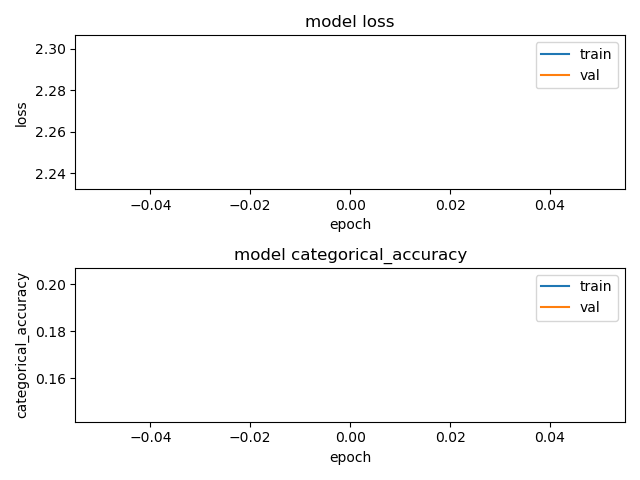 model loss
2.30
2.28
2.26
2.24
loss
train
val
−0.04 −0.02 0.00 0.02 0.04
epoch
model categorical_accuracy
0.20
0.18
0.16
categorical_accuracy
train
val
−0.04 −0.02 0.00 0.02 0.04
epoch